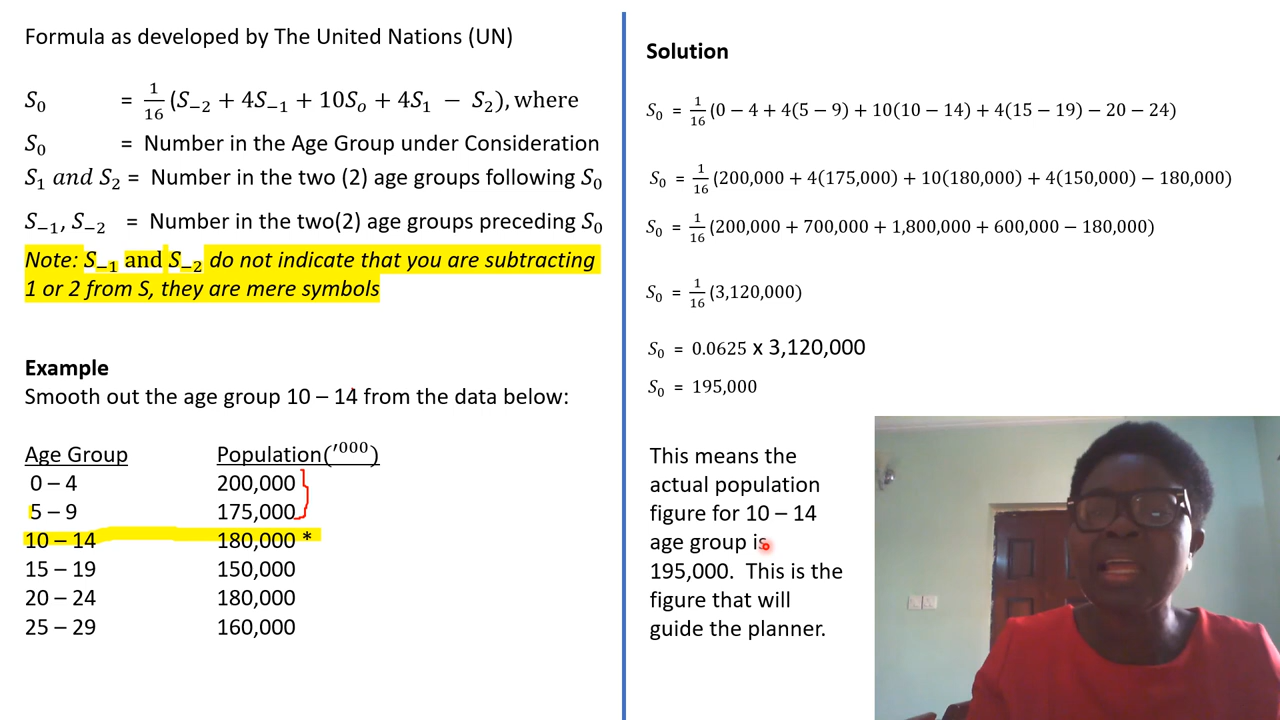 Formula as developed by The United Nations (UN)
S₀ = 1/16 (S₋₂ + 4S₋₁ + 10Sₒ + 4S₁ − S₂), where
S₀ = Number in the Age Group under Consideration
S₁ and S₂ = Number in the two (2) age groups following S₀
S₋₁, S₋₂ = Number in the two(2) age groups preceding S₀
Note: S₋₁ and S₋₂ do not indicate that you are subtracting
1 or 2 from S, they are mere symbols
Example
Smooth out the age group 10 – 14 from the data below:
Age Group Population(′000)
0 – 4 200,000
5 – 9 175,000
10 – 14 180,000 *
15 – 19 150,000
20 – 24 180,000
25 – 29 160,000
Solution
S₀ = 1/16 (0 − 4 + 4(5 − 9) + 10(10 − 14) + 4(15 − 19) − 20 − 24)
S₀ = 1/16 (200,000 + 4(175,000) + 10(180,000) + 4(150,000) − 180,000)
S₀ = 1/16 (200,000 + 700,000 + 1,800,000 + 600,000 − 180,000)
S₀ = 1/16 (3,120,000)
S₀ = 0.0625 x 3,120,000
S₀ = 195,000
This means the
actual population
figure for 10 – 14
age group is
195,000. This is the
figure that will
guide the planner.